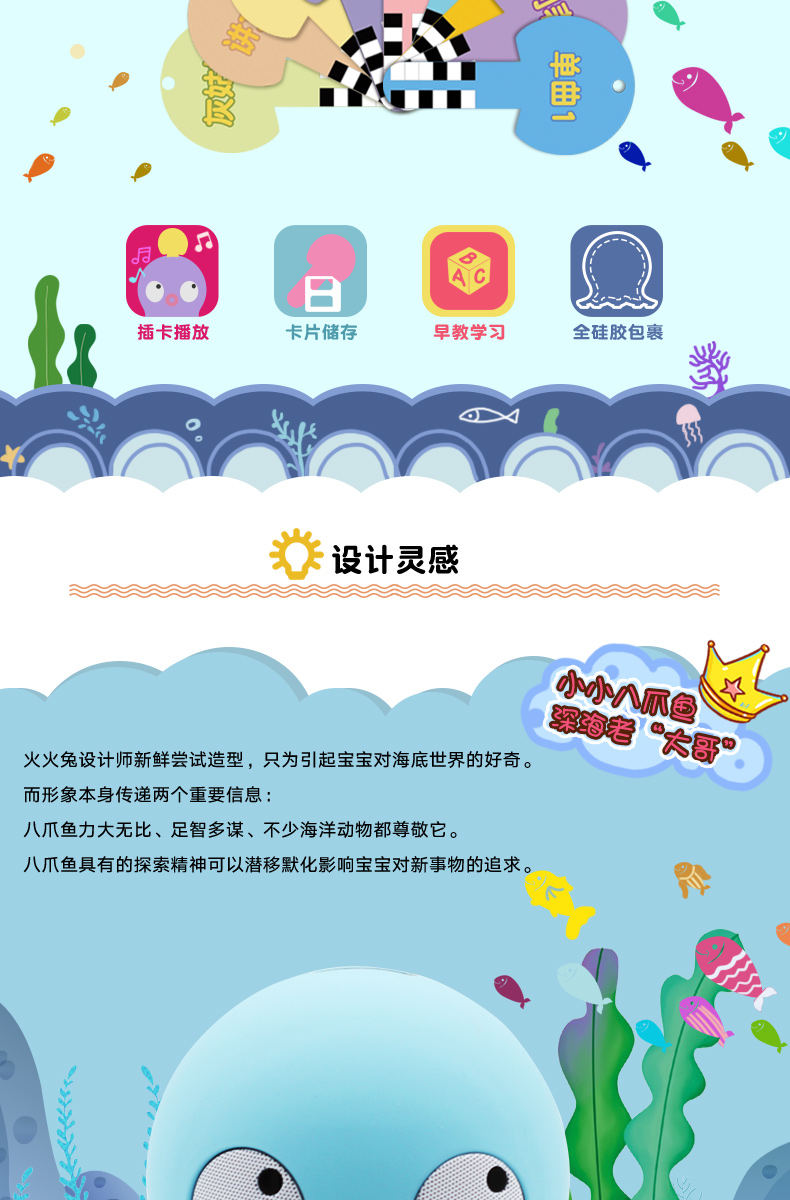 插卡播放
卡片储存
早教学习
全硅胶包裹
设计灵感
小小八爪鱼
深海老“大哥”
火火兔设计师新鲜尝试造型，只为引起宝宝对海底世界的好奇。
而形象本身传递两个重要信息：
八爪鱼力大无比、足智多谋、不少海洋动物都尊敬它。
八爪鱼具有的探索精神可以潜移默化影响宝宝对新事物的追求。